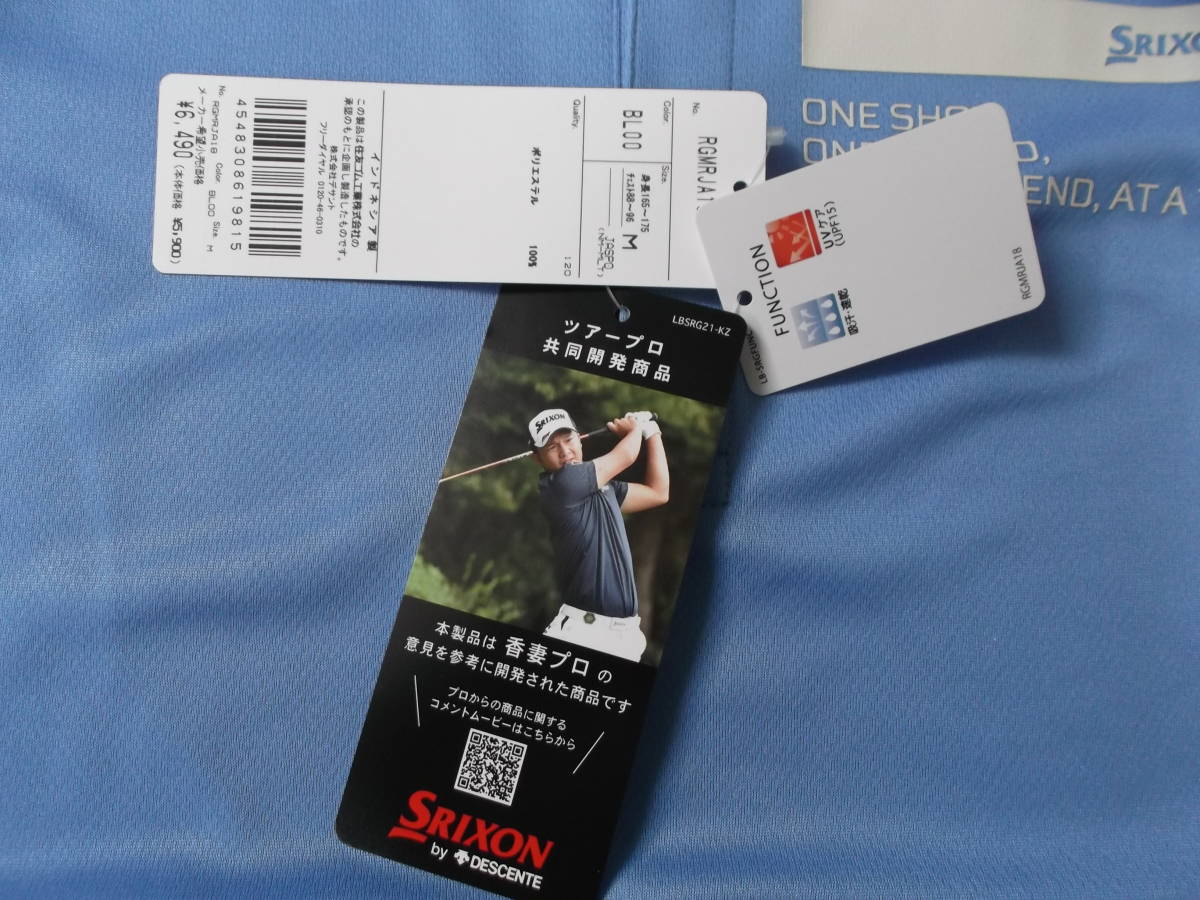 SRIXO
ONE SH
END, AT A
No.
RGMRJA1
Color.
Size.
BL00
身長165~175
チェスト88~96
M
JASPO
Quality.
120
ポリエステル
100%
インドネシア製
この製品は住友ゴム工業株式会社の
承認のもとに企画し製造したものです。
株式会社デサント
フリーダイヤル 0120-46-0310
4548308619815
No. RGMRJA18 Color. BL00 Size. M
メーカー希望小売価格
¥6,490 (本体価格 ¥5,900)
FUNCTION
UVケア
(UPF15)
吸汗・速乾
RGMRJA18
LB-SRGFUNC
LBSRG21-KZ
ツアープロ
共同開発商品
SRIXON
本製品は 香妻プロ の
意見を参考に開発された商品です
プロからの商品に関する
コメントムービーはこちらから
SRIXON
by DESCENTE